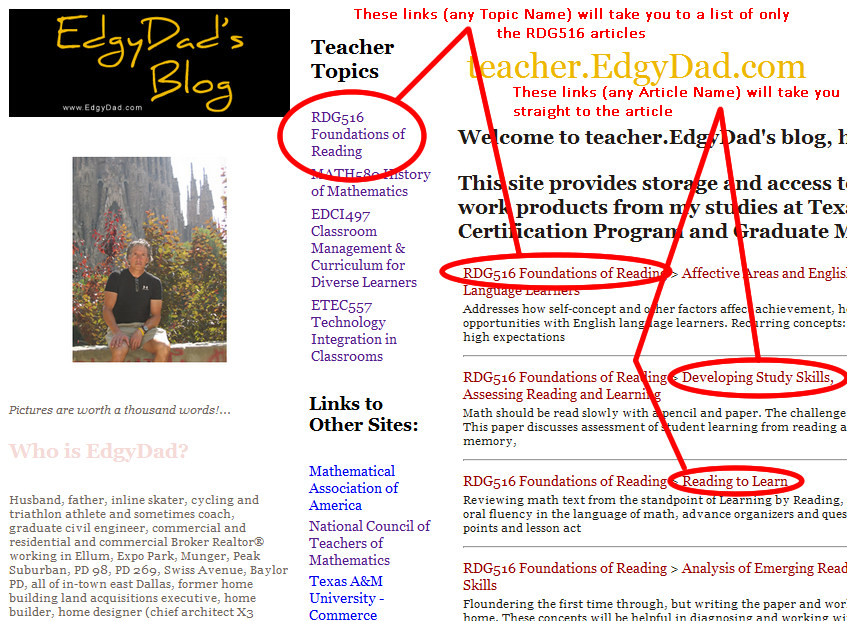 EdgyDad's
Blog
www.EdgyDad.com
Pictures are worth a thousand words!...
Who is EdgyDad?
Husband, father, inline skater, cycling and
triathlon athlete and sometimes coach,
graduate civil engineer, commercial and
residential and commercial Broker Realtor®
working in Ellum, Expo Park, Munger, Peak
Suburban, PD 98, PD 269, Swiss Avenue, Baylor
PD, all of in-town east Dallas, former home
building land acquisitions executive, home
builder, home designer (chief architect X3
Teacher
Topics
RDG516
Foundations of
Reading
MATH580 History
of Mathematics
EDCI497
Classroom
Management &
Curriculum for
Diverse Learners
ETEC557
Technology
Integration in
Classrooms
Links to
Other Sites:
Mathematical
Association of
America
National Council of
Teachers of
Mathematics
Texas A&M
University -
Commerce
These links (any Topic Name) will take you to a list of only
the RDG516 articles
teacher.EdgyDad.com
These links (any Article Name) will take you
straight to the article
Welcome to teacher.EdgyDad's blog, h
This site provides storage and access to
work products from my studies at Texa
Certification Program and Graduate M
RDG516 Foundations of Reading > Affective Areas and English
Language Learners
Addresses how self-concept and other factors affect achievement, h
opportunities with English language learners. Recurring concepts:
high expectations
RDG516 Foundations of Reading > Developing Study Skills,
Assessing Reading and Learning
Math should be read slowly with a pencil and paper. The challenge
This paper discusses assessment of student learning from reading a
memory,
RDG516 Foundations of Reading > Reading to Learn
Reviewing math text from the standpoint of Learning by Reading,
oral fluency in the language of math, advance organizers and ques
points and lesson act
RDG516 Foundations of Reading > Analysis of Emerging Read
Skills
Floundering the first time through, but writing the paper and wor
home. These concepts will be helpful in diagnosing and working wi